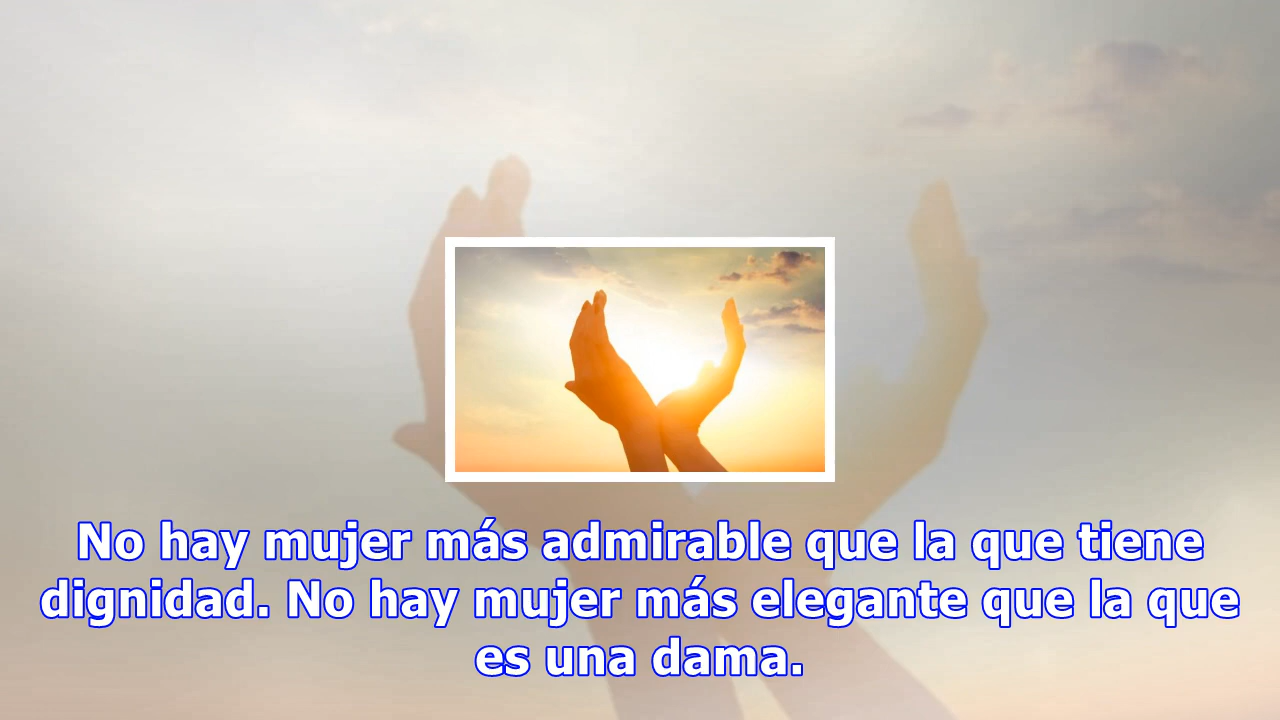 No hay mujer más admirable que la que tiene
dignidad. No hay mujer más elegante que la que
es una dama.